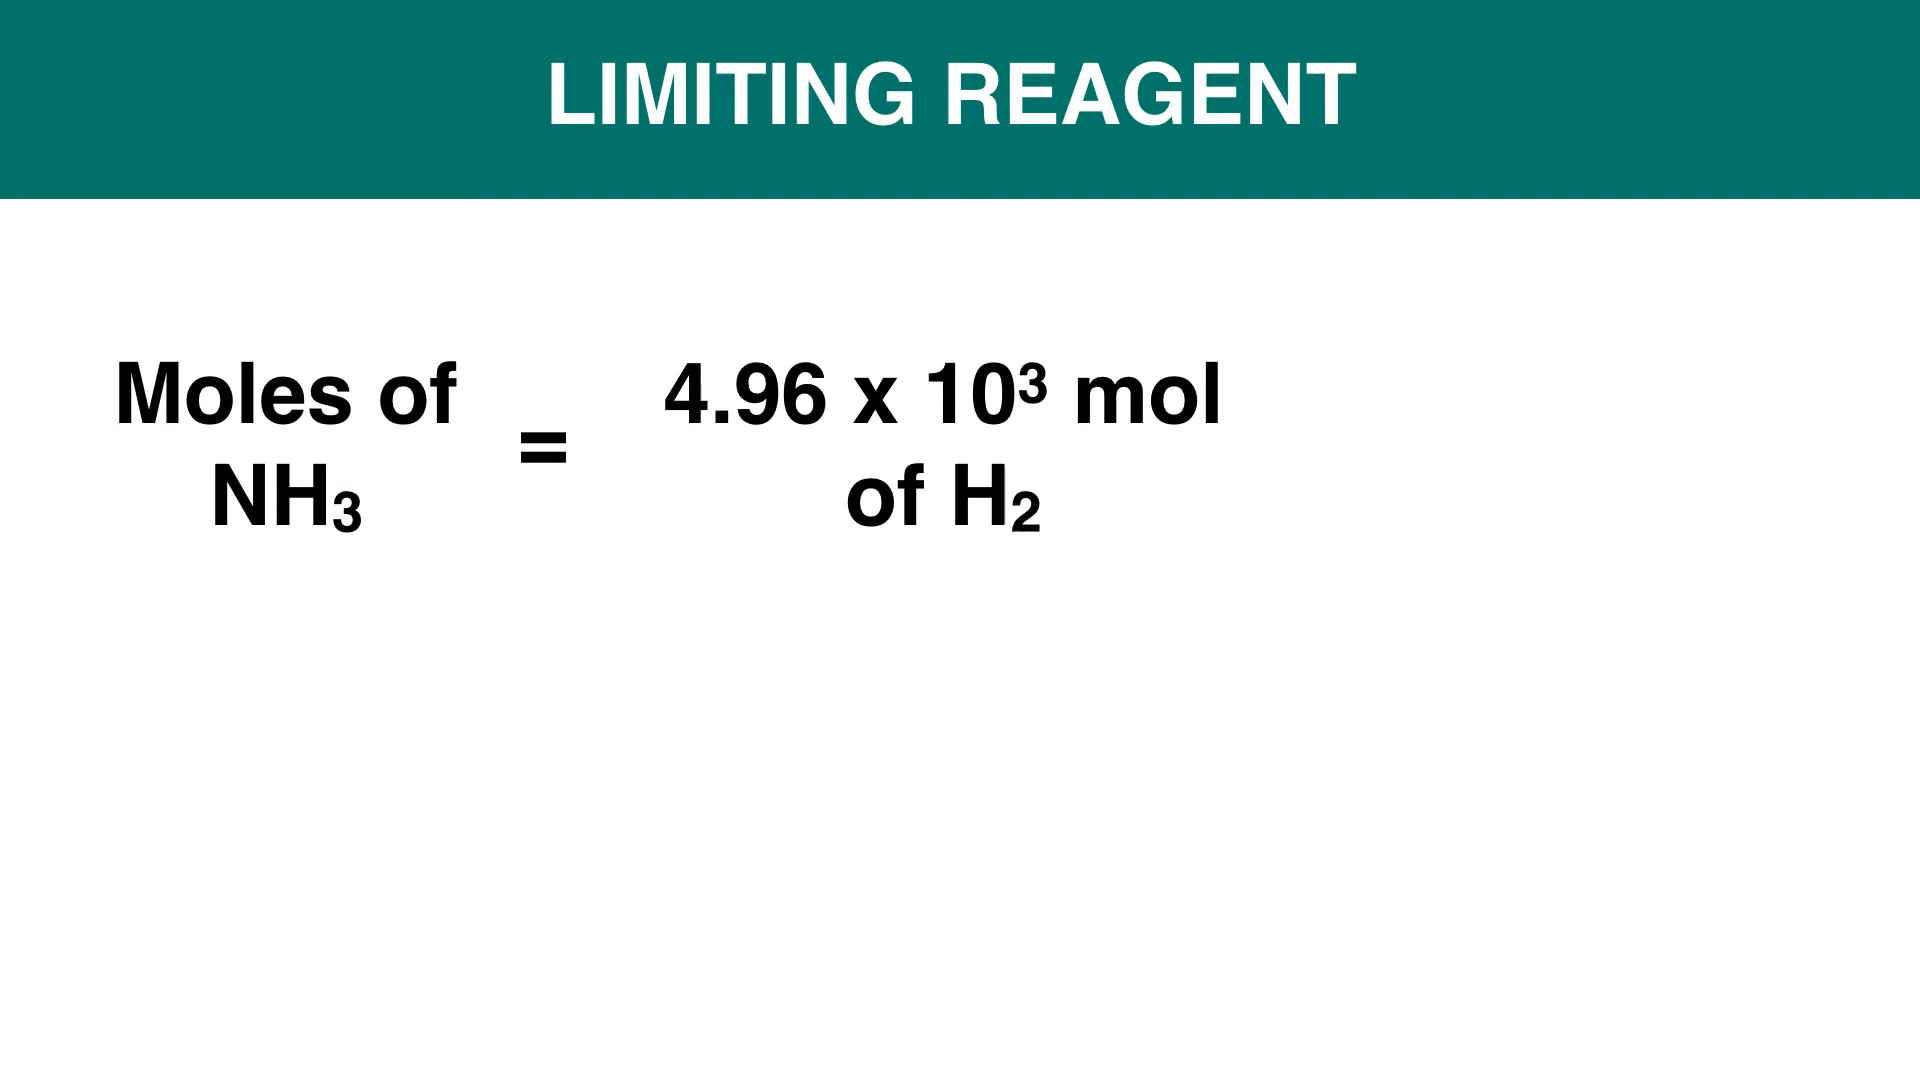 LIMITING REAGENT
Moles of
NH₃
=
4.96 x 10³ mol
of H₂